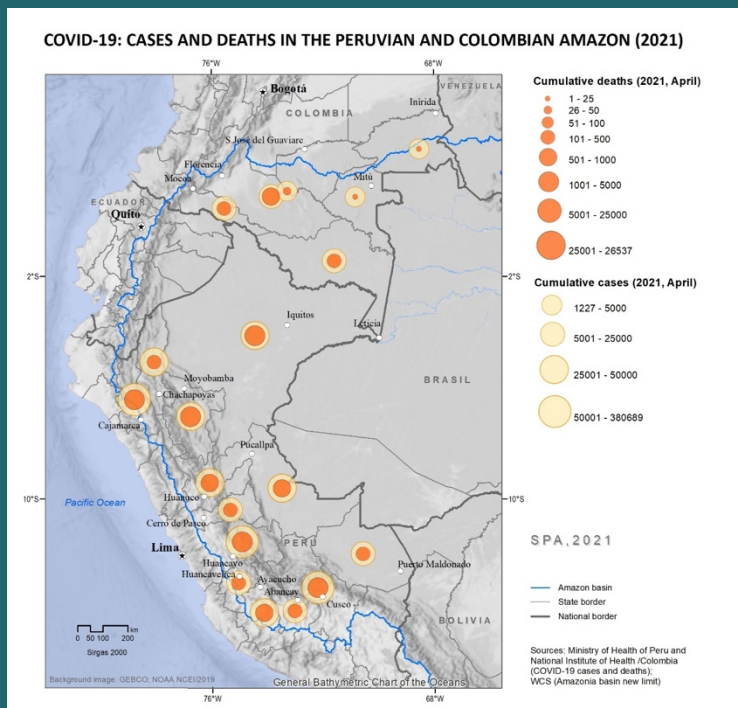 COVID-19: CASES AND DEATHS IN THE PERUVIAN AND COLOMBIAN AMAZON (2021)
76°W
68°W
Bogotá
VENEZUELA
Inírida
COLOMBIA
S José del Guaviare
Florencia
Mocoa
Mitú
ECUADOR
Quito
2°S
2°S
Iquitos
Leticia
BRASIL
Moyobamba
Chachapoyas
Cajamarca
Pucallpa
10°S
10°S
Pacific Ocean
Huánuco
Cerro de Pasco
PERU
Lima
Huancayo
Huancavelica
Ayacucho
Abancay
Cusco
Puerto Maldonado
BOLIVIA
0 50 100 200
km
Sirgas 2000
Background image: GEBCO; NOAA NCEI/2019
General Bathymetric Chart of the Oceans
76°W
68°W
Cumulative deaths (2021, April)
1 - 25
26 - 50
51 - 100
101 - 500
501 - 1000
1001 - 5000
5001 - 25000
25001 - 26537
Cumulative cases (2021, April)
1227 - 5000
5001 - 25000
25001 - 50000
50001 - 380689
SPA, 2021
Amazon basin
State border
National border
Sources: Ministry of Health of Peru and
National Institute of Health /Colombia
(COVID-19 cases and deaths);
WCS (Amazonia basin new limit)